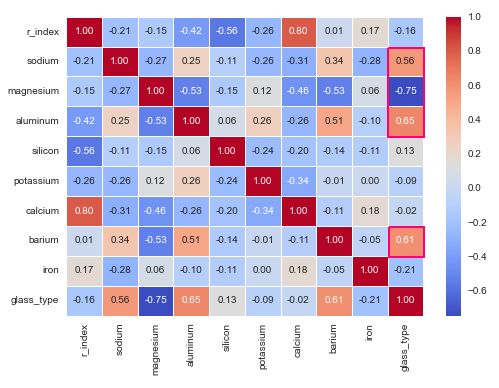 r_index 1.00 -0.21 -0.15 -0.42 -0.56 -0.26 0.80 0.01 0.17 -0.16
sodium -0.21 1.00 -0.27 0.25 -0.11 -0.26 -0.31 0.34 -0.28 0.56
magnesium -0.15 -0.27 1.00 -0.53 -0.15 0.12 -0.46 -0.53 0.06 -0.75
aluminum -0.42 0.25 -0.53 1.00 0.06 0.26 -0.26 0.51 -0.10 0.65
silicon -0.56 -0.11 -0.15 0.06 1.00 -0.24 -0.20 -0.14 -0.11 0.13
potassium -0.26 -0.26 0.12 0.26 -0.24 1.00 -0.34 -0.01 0.00 -0.09
calcium 0.80 -0.31 -0.46 -0.26 -0.20 -0.34 1.00 -0.11 0.18 -0.02
barium 0.01 0.34 -0.53 0.51 -0.14 -0.01 -0.11 1.00 -0.05 0.61
iron 0.17 -0.28 0.06 -0.10 -0.11 0.00 0.18 -0.05 1.00 -0.21
glass_type -0.16 0.56 -0.75 0.65 0.13 -0.09 -0.02 0.61 -0.21 1.00
r_index sodium magnesium aluminum silicon potassium calcium barium iron glass_type
1.0
0.8
0.6
0.4
0.2
0.0
−0.2
−0.4
−0.6